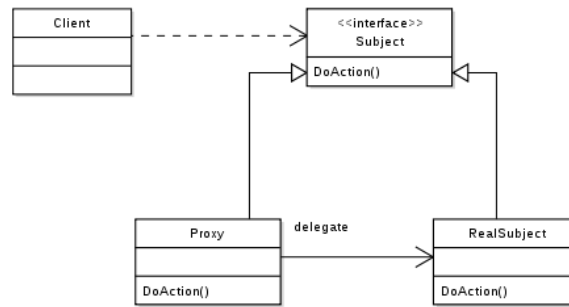 Client
<<interface>>
Subject
DoAction()
delegate
Proxy
RealSubject
DoAction()
DoAction()